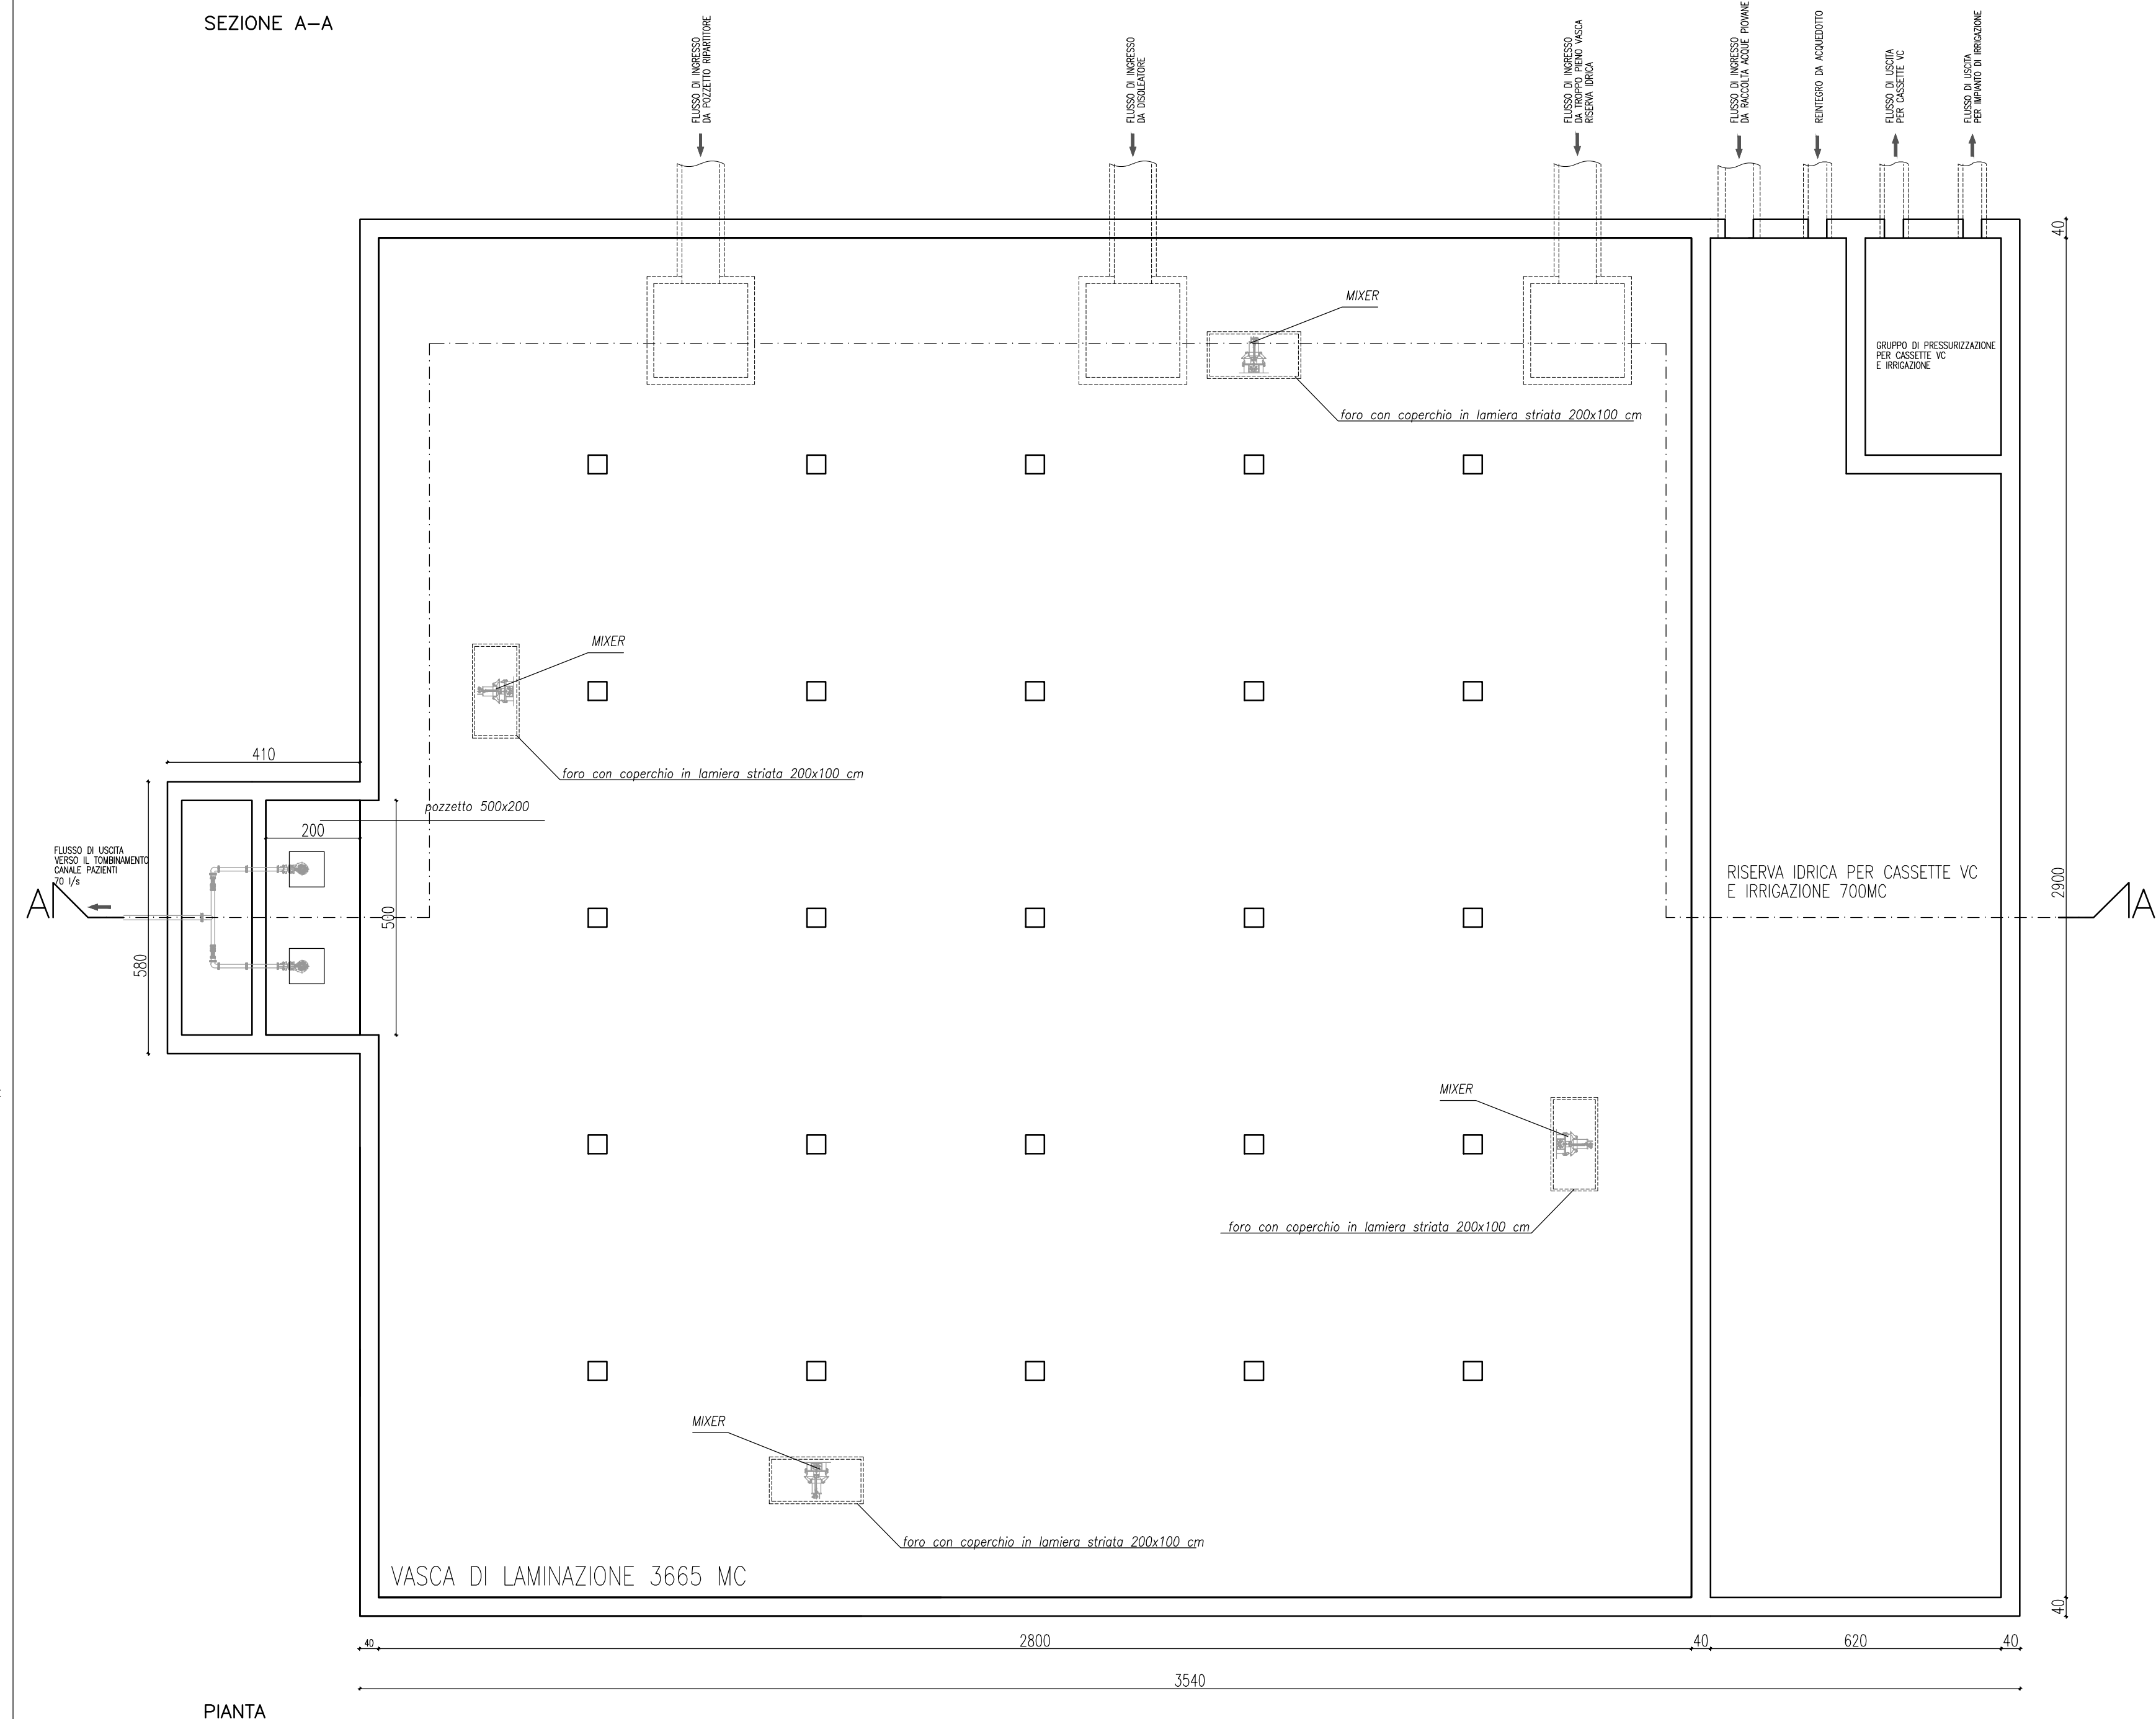 SEZIONE A-A
FLUSSO DI INGRESSO
DA POZZETTO RIPARTITORE
FLUSSO DI INGRESSO
DA DISOLEATORE
FLUSSO DI INGRESSO
DA TROPPO PIENO VASCA
RISERVA IDRICA
FLUSSO DI INGRESSO
DA RACCOLTA ACQUE PIOVANE
REINTEGRO DA ACQUEDOTTO
FLUSSO DI USCITA
PER CASSETTE VC
FLUSSO DI USCITA
PER IMPIANTO DI IRRIGAZIONE
40
MIXER
GRUPPO DI PRESSURIZZAZIONE
PER CASSETTE VC
E IRRIGAZIONE
foro con coperchio in lamiera striata 200x100 cm
MIXER
foro con coperchio in lamiera striata 200x100 cm
410
pozzetto 500x200
200
FLUSSO DI USCITA
VERSO IL TOMBINAMENTO
CANALE PAZIENTI
70 l/s
A
500
580
RISERVA IDRICA PER CASSETTE VC
E IRRIGAZIONE 700MC
2900
A
MIXER
foro con coperchio in lamiera striata 200x100 cm
MIXER
foro con coperchio in lamiera striata 200x100 cm
VASCA DI LAMINAZIONE 3665 MC
40
40
2800
40
620
40
3540
PIANTA